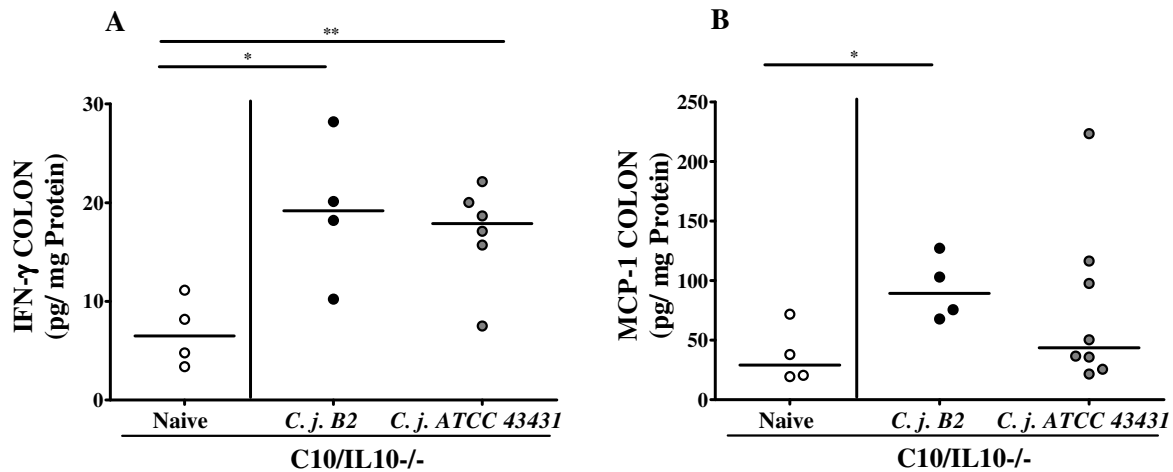 A
**
*
IFN-γ COLON
(pg/ mg Protein)
30
20
10
0
Naive
C. j. B2
C. j. ATCC 43431
C10/IL10-/-
B
*
MCP-1 COLON
(pg/ mg Protein)
250
200
150
100
50
0
Naive
C. j. B2
C. j. ATCC 43431
C10/IL10-/-